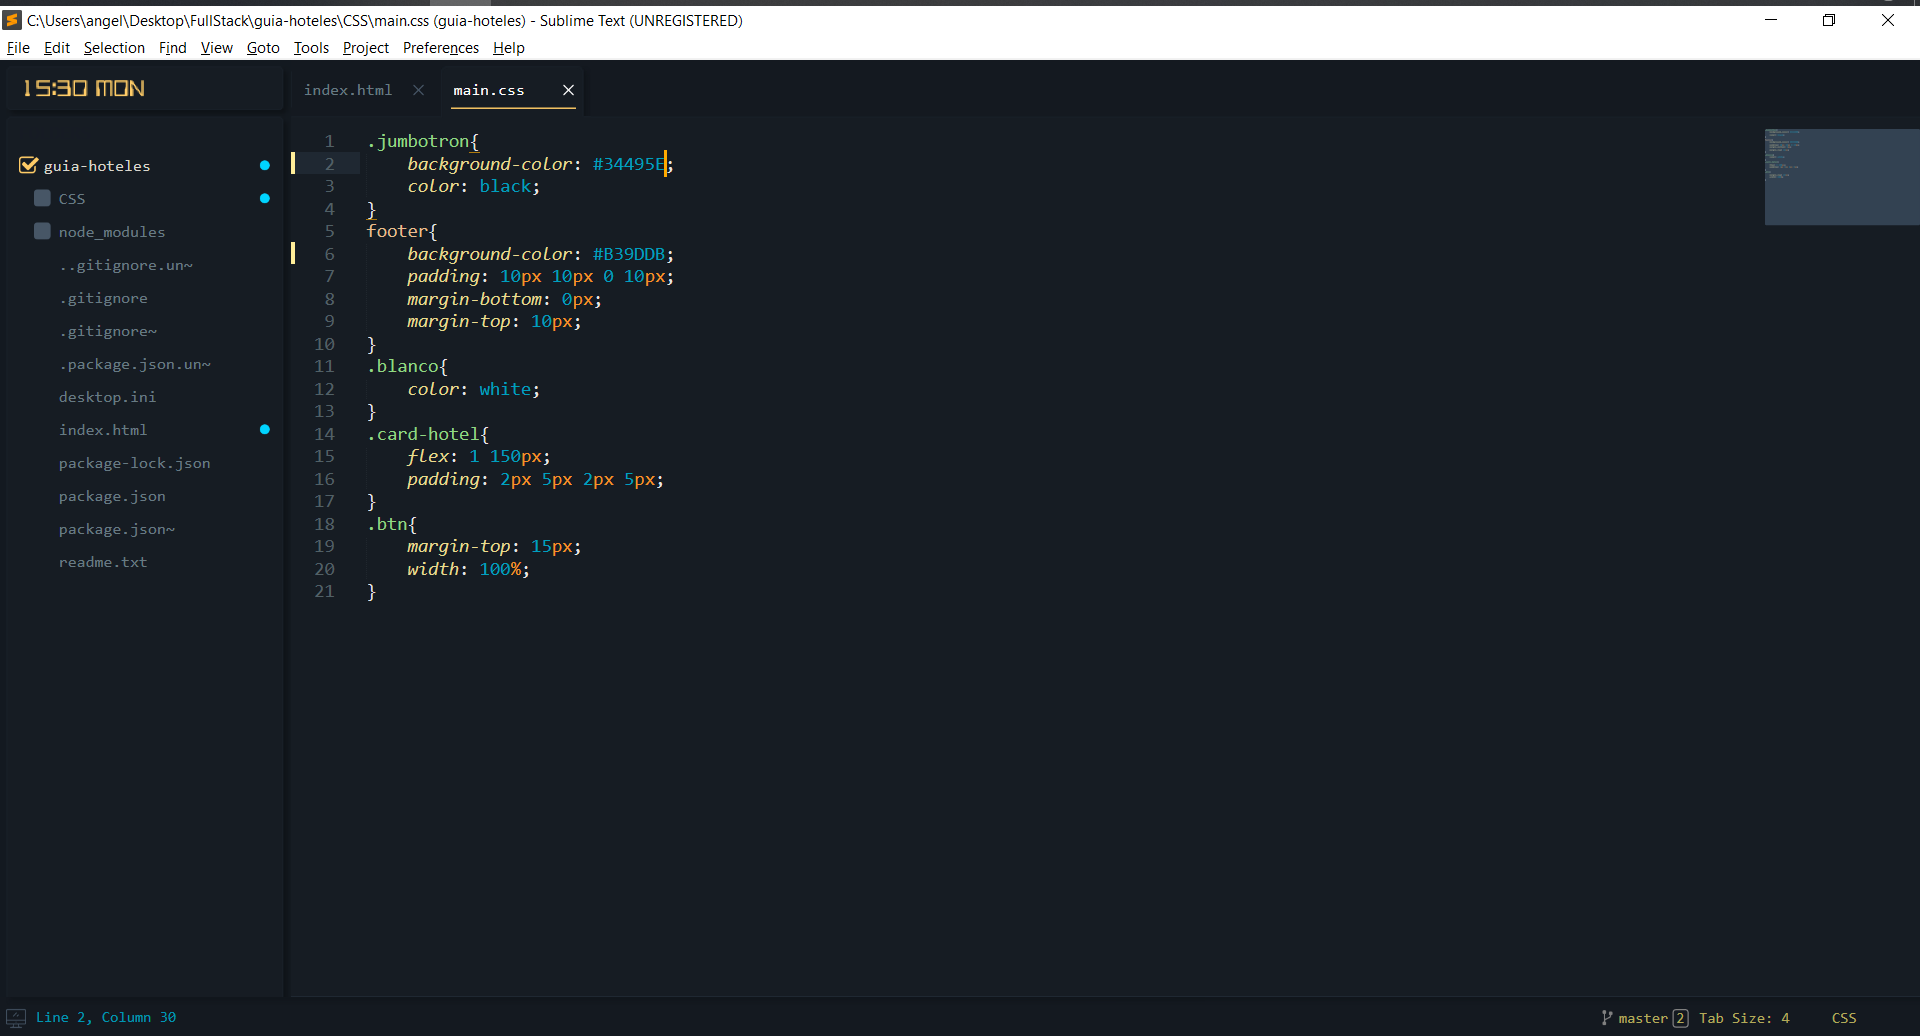 C:\Users\angel\Desktop\FullStack\guia-hoteles\CSS\main.css (guia-hoteles) - Sublime Text (UNREGISTERED)
File Edit Selection Find View Goto Tools Project Preferences Help
15:30 MON
index.html
main.css
guia-hoteles
CSS
node_modules
..gitignore.un~
.gitignore
.gitignore~
.package.json.un~
desktop.ini
index.html
package-lock.json
package.json
package.json~
readme.txt
1 .jumbotron{
2     background-color: #34495E;
3     color: black;
4 }
5 footer{
6     background-color: #B39DDB;
7     padding: 10px 10px 0 10px;
8     margin-bottom: 0px;
9     margin-top: 10px;
10 }
11 .blanco{
12     color: white;
13 }
14 .card-hotel{
15     flex: 1 150px;
16     padding: 2px 5px 2px 5px;
17 }
18 .btn{
19     margin-top: 15px;
20     width: 100%;
21 }
Line 2, Column 30
master 2 Tab Size: 4 CSS